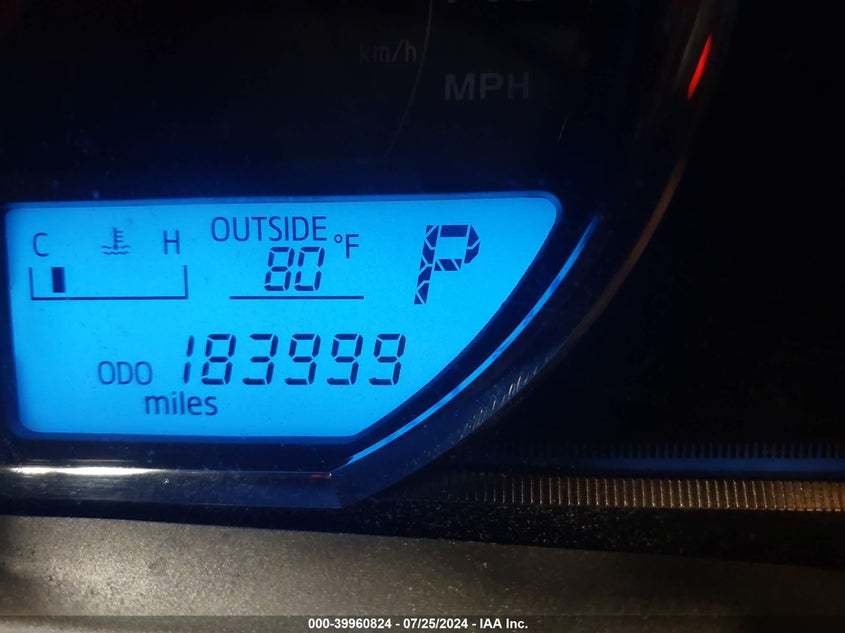 km/h
MPH
C H OUTSIDE °F
80
P
ODO 183999
miles
000-39960824 - 07/25/2024 - IAA Inc.